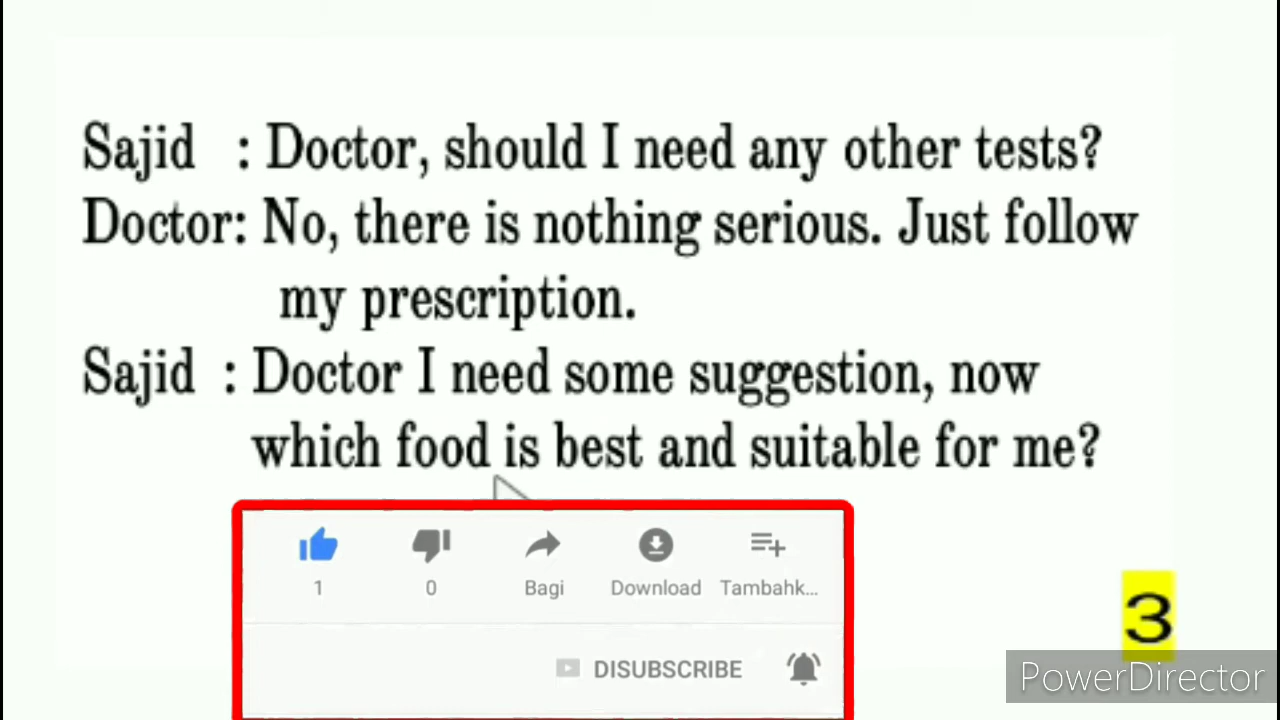 Sajid : Doctor, should I need any other tests?
Doctor: No, there is nothing serious. Just follow
my prescription.
Sajid : Doctor I need some suggestion, now
which food is best and suitable for me?
1 0 Bagi Download Tambahk...
DISUBSCRIBE
3
PowerDirector